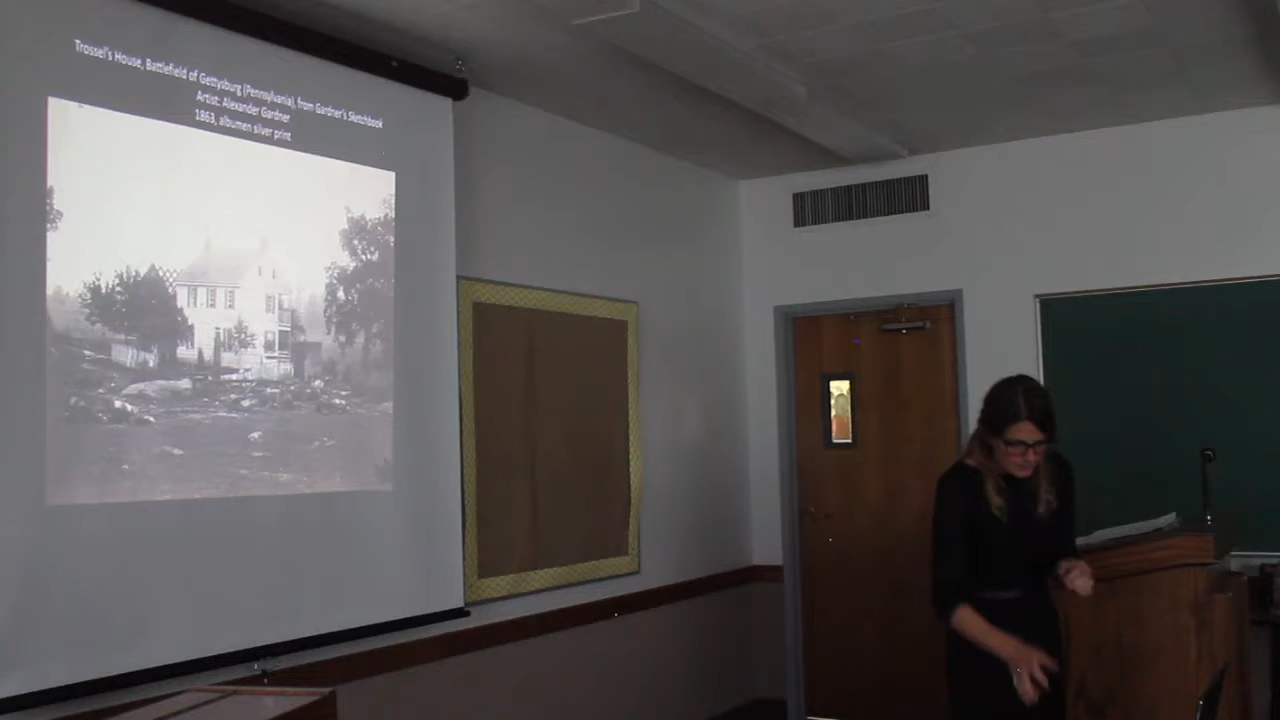 Trossel's House, Battlefield of Gettysburg (Pennsylvania), from Gardner's Sketchbook
Artist: Alexander Gardner
1863, albumen silver print